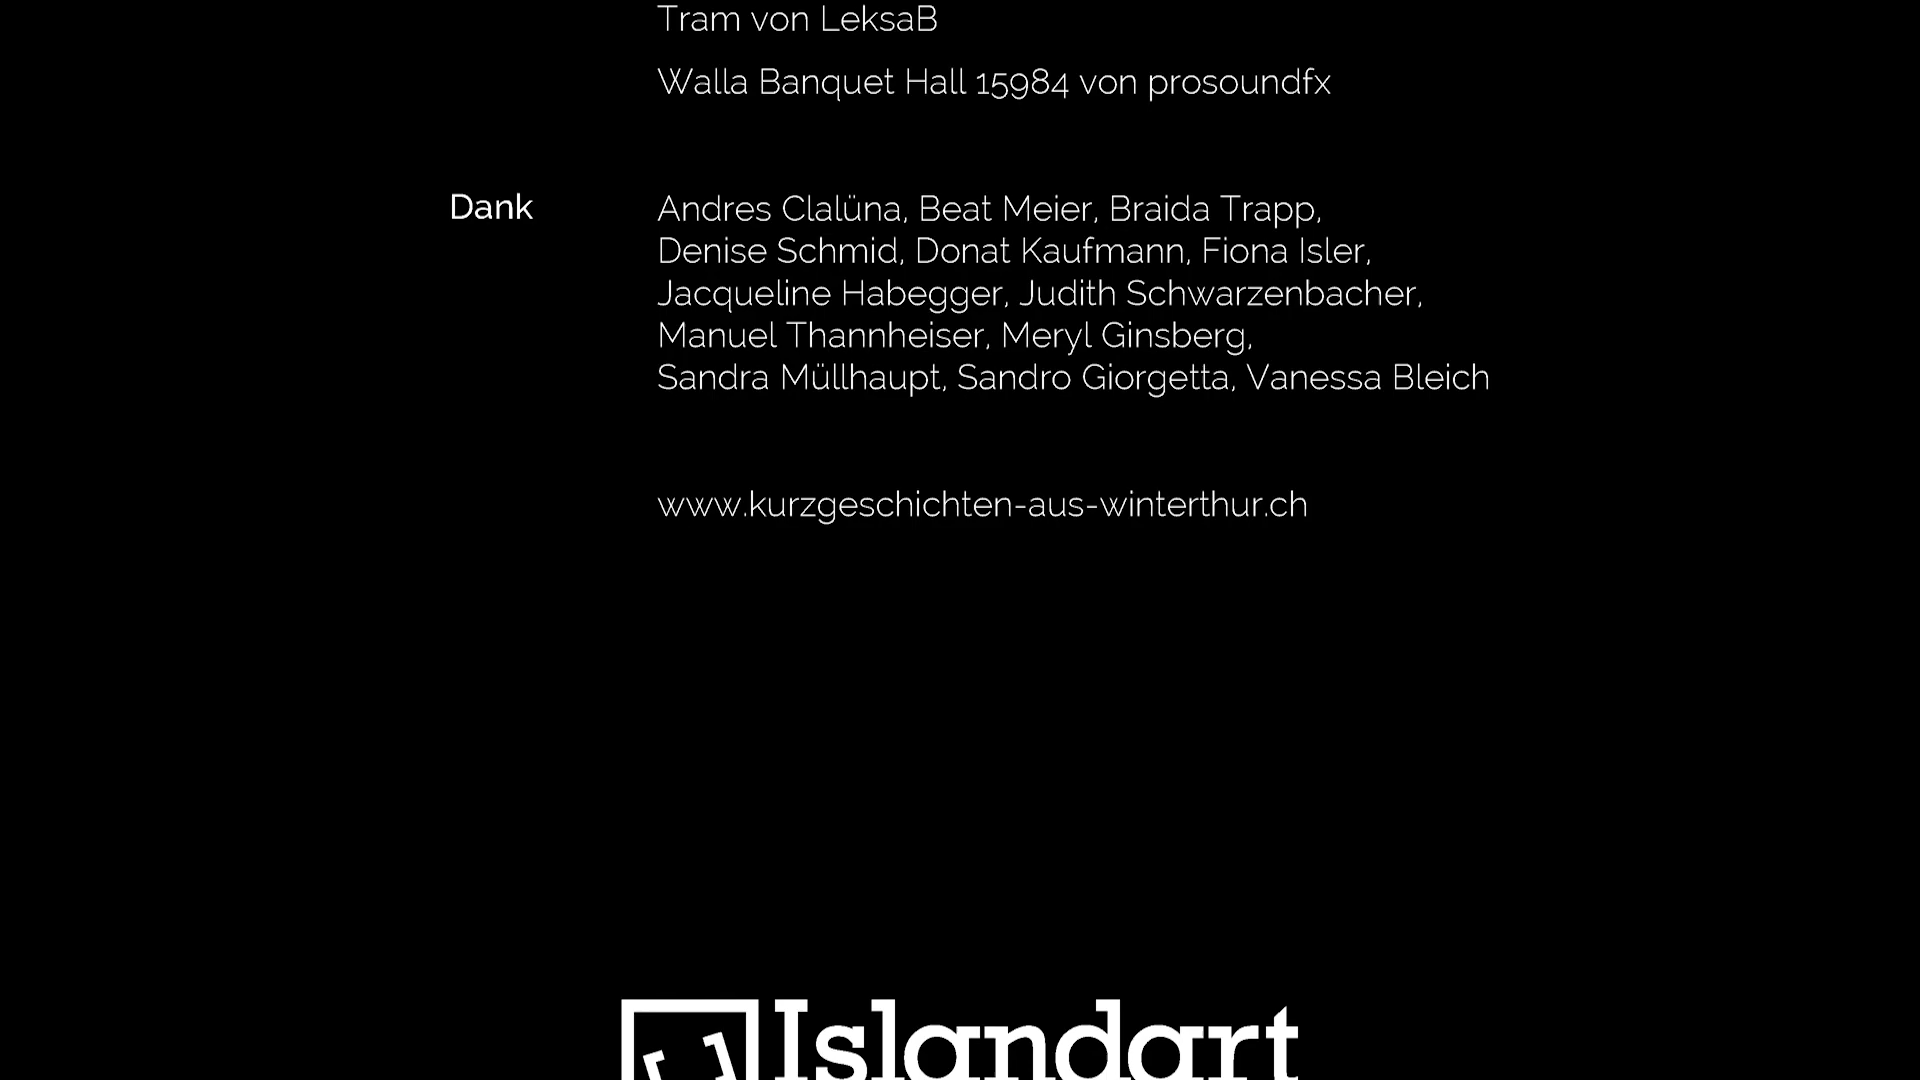 Tram von LeksaB
Walla Banquet Hall 15984 von prosoundfx
Dank
Andres Clalüna, Beat Meier, Braida Trapp,
Denise Schmid, Donat Kaufmann, Fiona Isler,
Jacqueline Habegger, Judith Schwarzenbacher,
Manuel Thannheiser, Meryl Ginsberg,
Sandra Müllhaupt, Sandro Giorgetta, Vanessa Bleich
www.kurzgeschichten-aus-winterthur.ch
Islandart